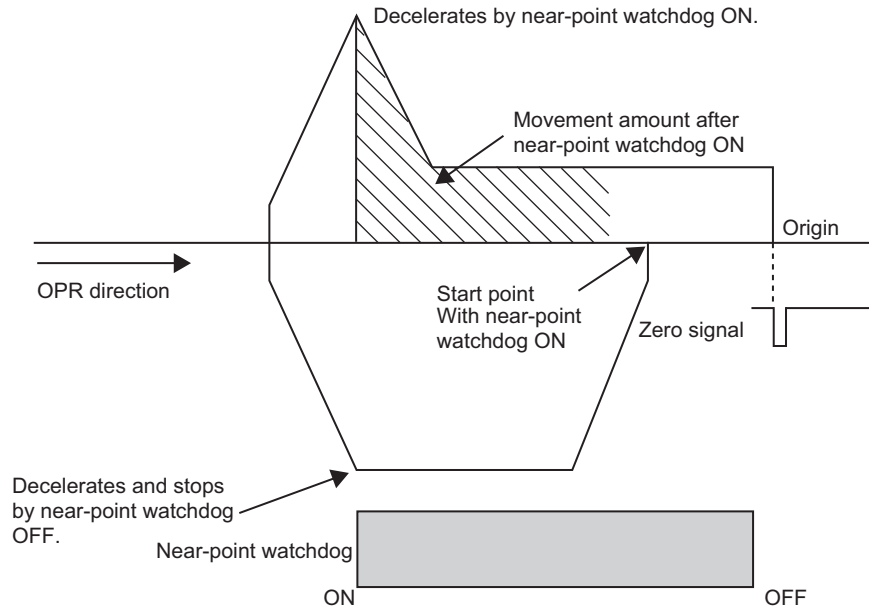 Decelerates by near-point watchdog ON.
Movement amount after
near-point watchdog ON
Origin
OPR direction
Start point
With near-point
watchdog ON
Zero signal
Decelerates and stops
by near-point watchdog
OFF.
Near-point watchdog
ON
OFF